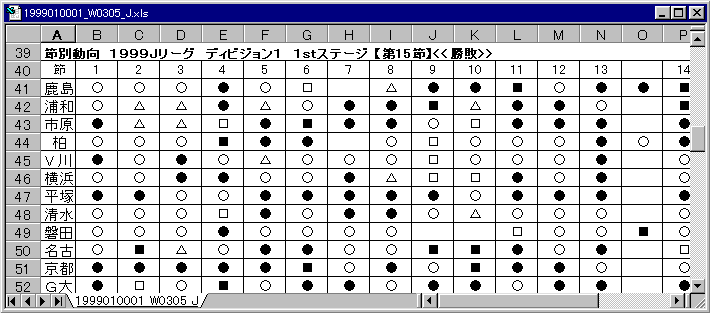 1999010001_W0305_J.xls
A B C D E F G H I J K L M N O P
39 節別動向 1999Jリーグ ディビジョン1 1stステージ【第15節】<<勝敗>>
40 節 1 2 3 4 5 6 7 8 9 10 11 12 13 14
41 鹿島 ○ ○ ○ ● ○ □ △ ● ● ■ ○ ● ● ■
42 浦和 ○ △ △ ● △ ○ ● ● ■ △ ● ● ○ ■
43 市原 ● △ △ □ ● ■ ● ● ○ □ ● ● ● ●
44 柏 ○ ○ ○ ■ ● ● ○ □ ○ ○ ○ ● ○ ●
45 V川 ● ○ ● ○ △ ○ ○ ○ □ ○ ○ ○ ● ○
46 横浜 ○ ○ ● ● ○ ○ ● △ □ □ ● ○ ● ○
47 平塚 ● ● ○ ○ ● ● ● ● ● ○ ● ● ● ●
48 清水 ○ ○ ○ □ ● ○ ● ● ○ △ ○ ○ ○ ○
49 磐田 ○ ○ ○ ● ○ ○ □ ○ ○ ■ ○
50 名古 ○ ■ △ ○ ● ● ○ ○ ■ ■ ● ○ ● □
51 京都 ● ● ● ● ● ■ ○ ● ○ ■ ● ● ○ ○
52 G大 ● □ ○ ■ ○ ● ○ ○ ● ● ○ ● ● ●
1999010001_W0305_J